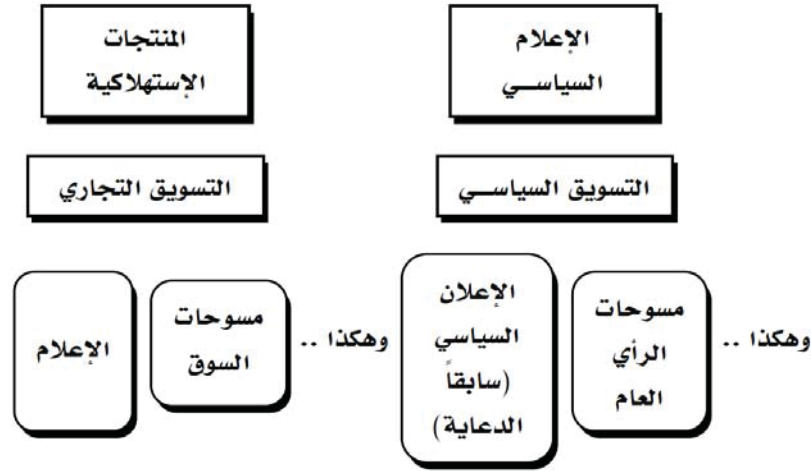 الإعلام
السياســي
المنتجات
الإستهلاكية
التسويق السياســي
التسويق التجاري
وهكذا ..
مسوحات
الرأي
العام
الإعلان
السياسي
(سابقاً
الدعاية)
وهكذا ..
مسوحات
السوق
الإعلام